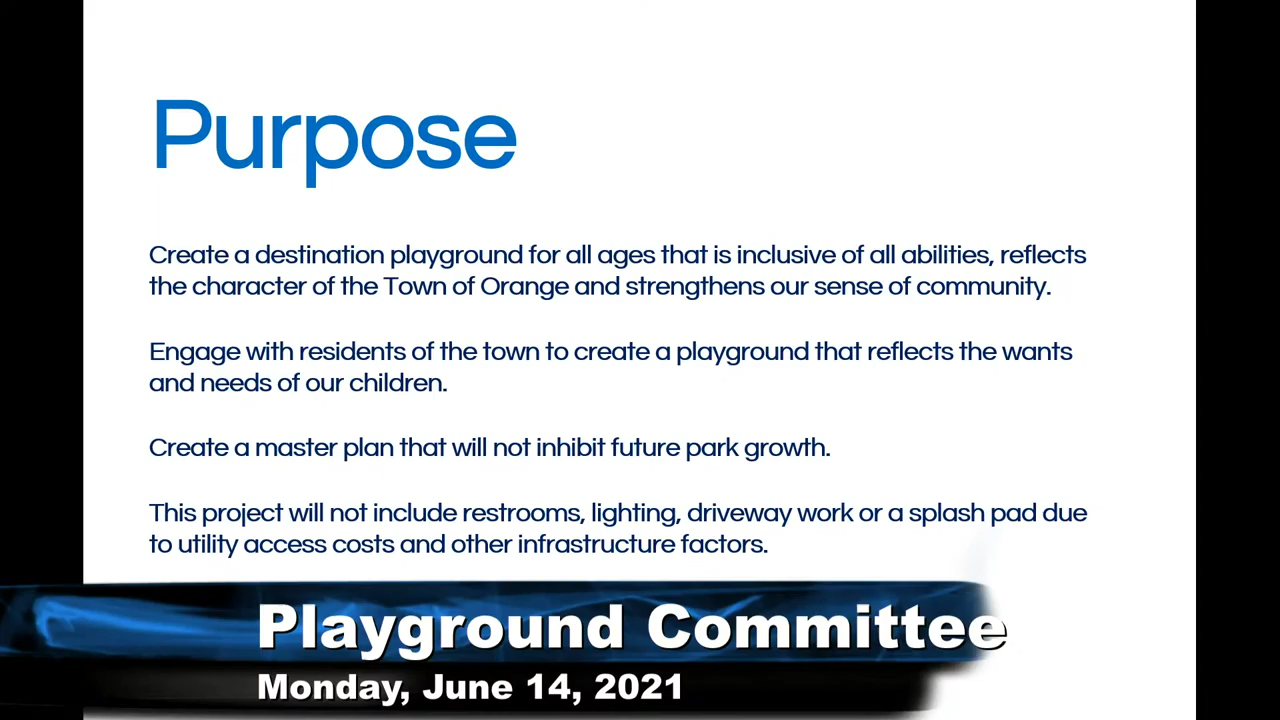 Purpose
Create a destination playground for all ages that is inclusive of all abilities, reflects
the character of the Town of Orange and strengthens our sense of community.
Engage with residents of the town to create a playground that reflects the wants
and needs of our children.
Create a master plan that will not inhibit future park growth.
This project will not include restrooms, lighting, driveway work or a splash pad due
to utility access costs and other infrastructure factors.
Playground Committee
Monday, June 14, 2021